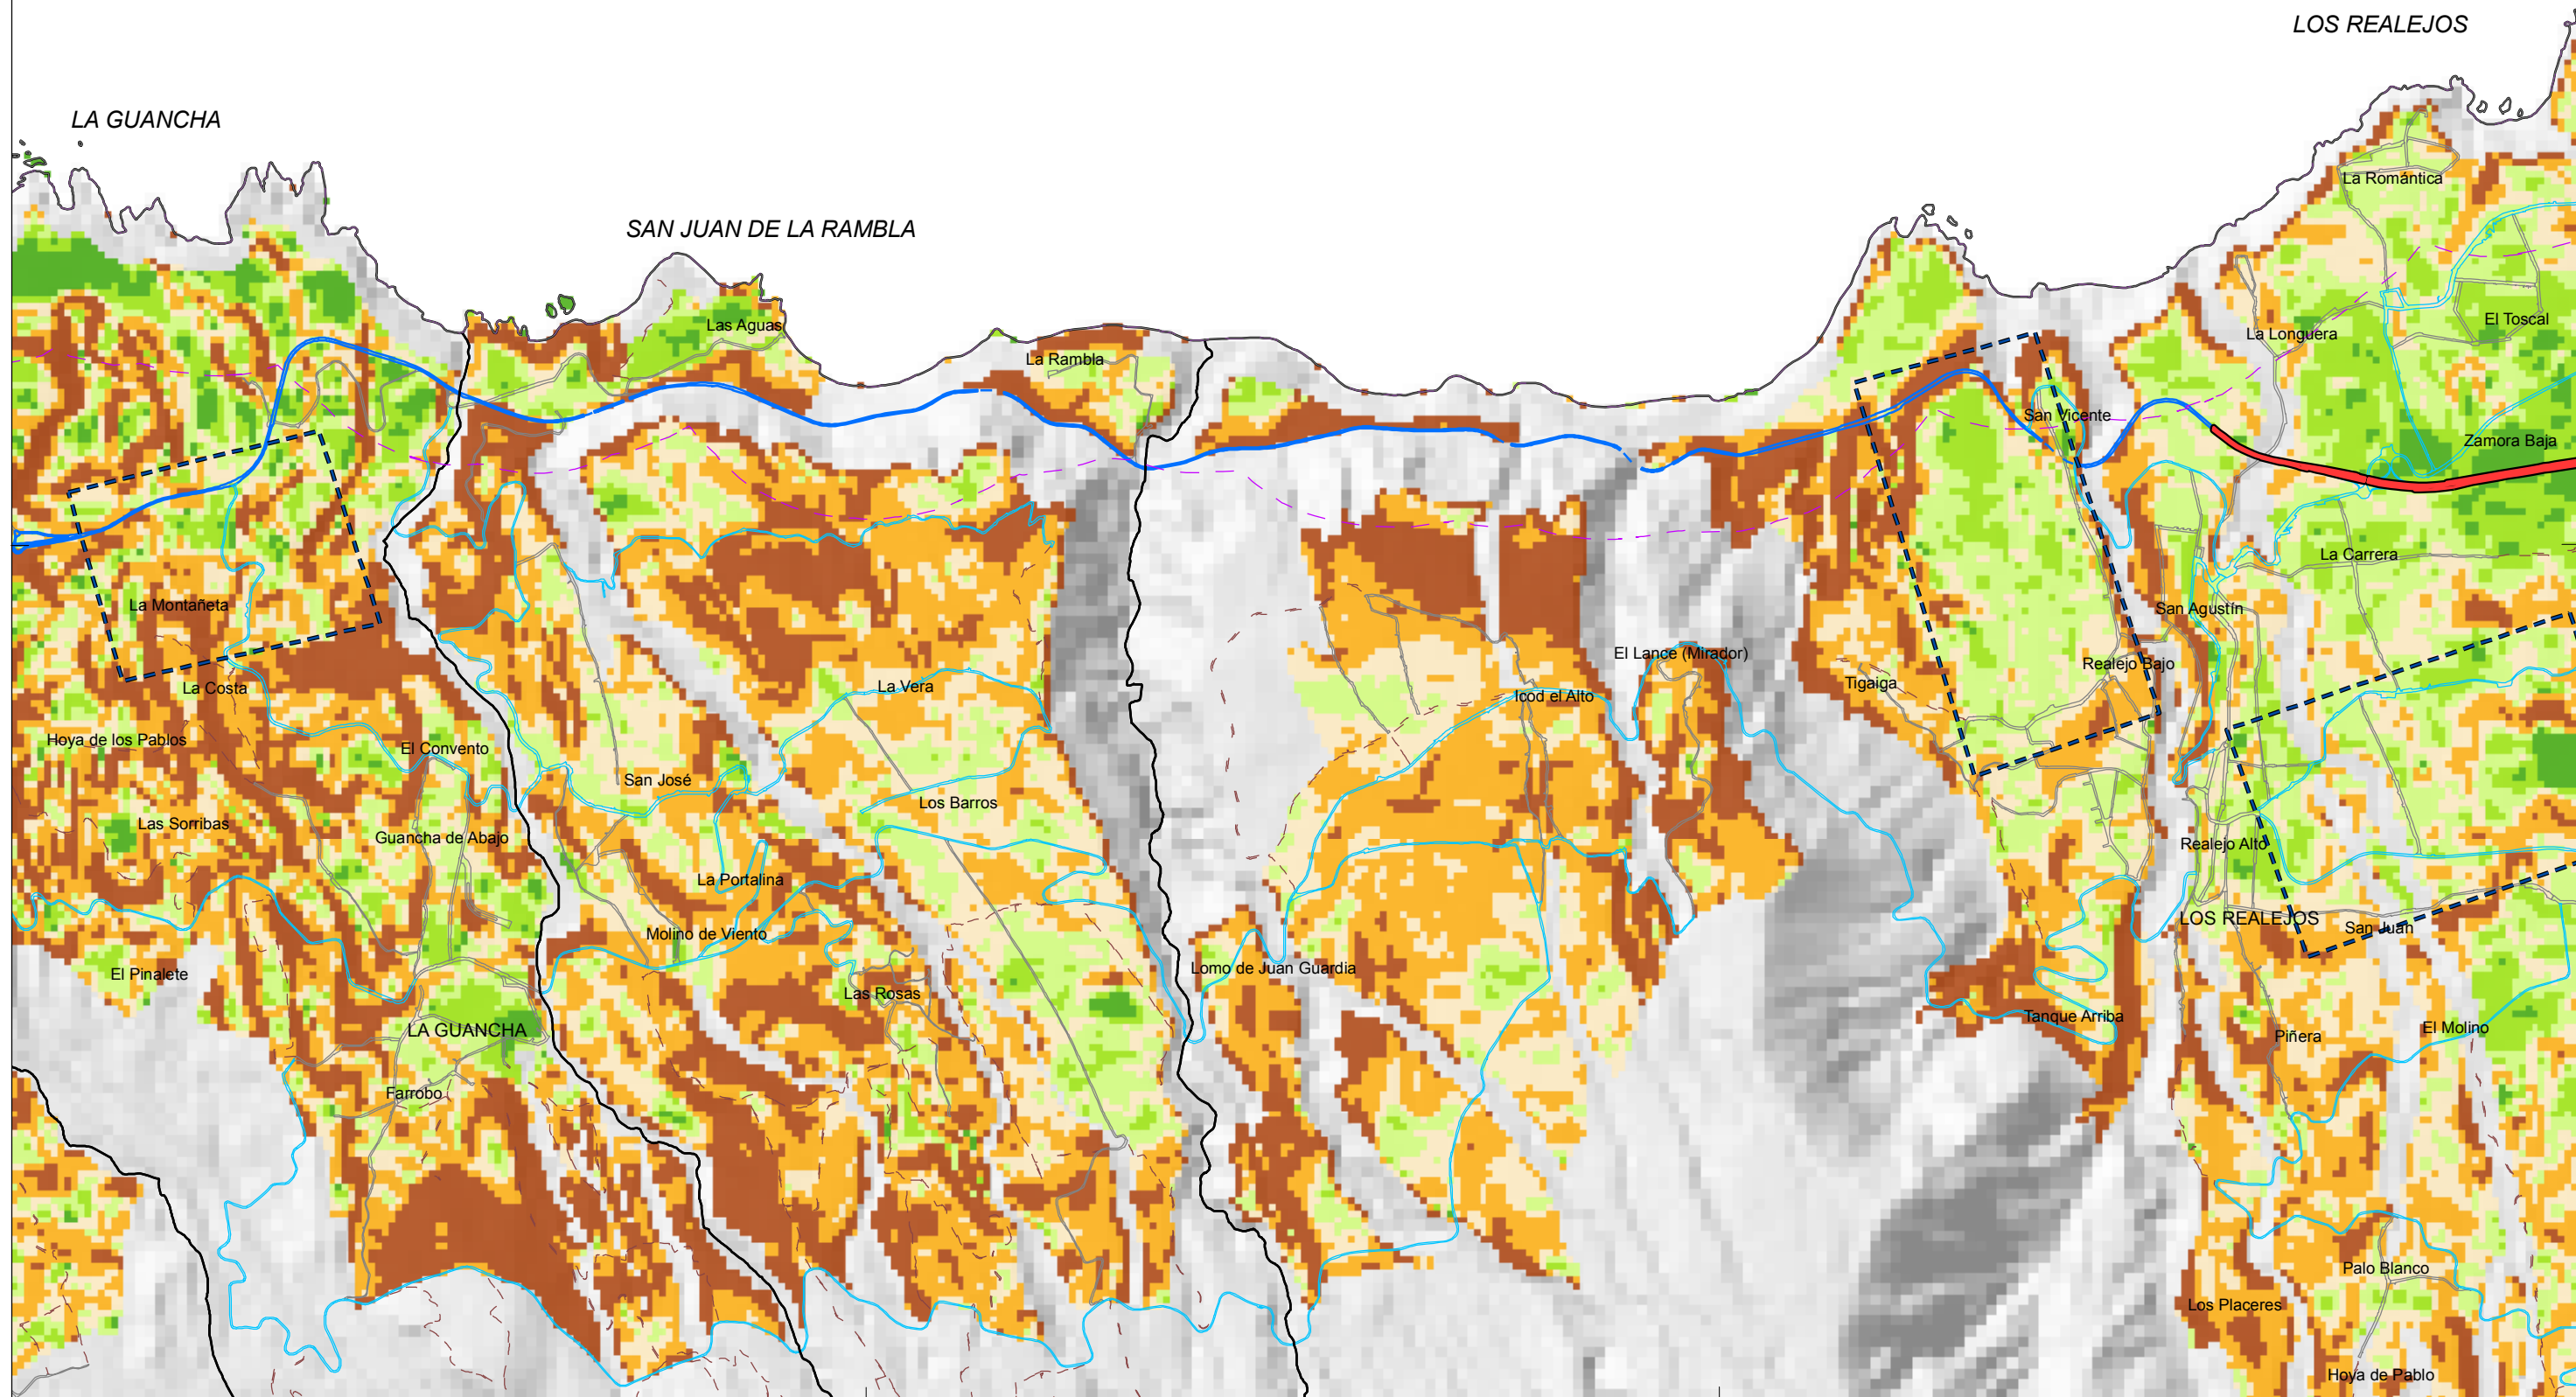 LOS REALEJOS
LA GUANCHA
La Romántica
SAN JUAN DE LA RAMBLA
El Toscal
Las Aguas
La Longuera
La Rambla
San Vicente
Zamora Baja
La Carrera
La Montañeta
San Agustín
El Lance (Mirador)
Realejo Bajo
Tigaiga
La Costa
La Vera
Icod el Alto
Hoya de los Pablos
El Convento
San José
Los Barros
Las Sorribas
Guancha de Abajo
Realejo Alto
La Portalina
LOS REALEJOS
San Juan
Molino de Viento
El Pinalete
Lomo de Juan Guardia
Las Rosas
Tanque Arriba
LA GUANCHA
El Molino
Piñera
Farrobo
Palo Blanco
Los Placeres
Hoya de Pablo